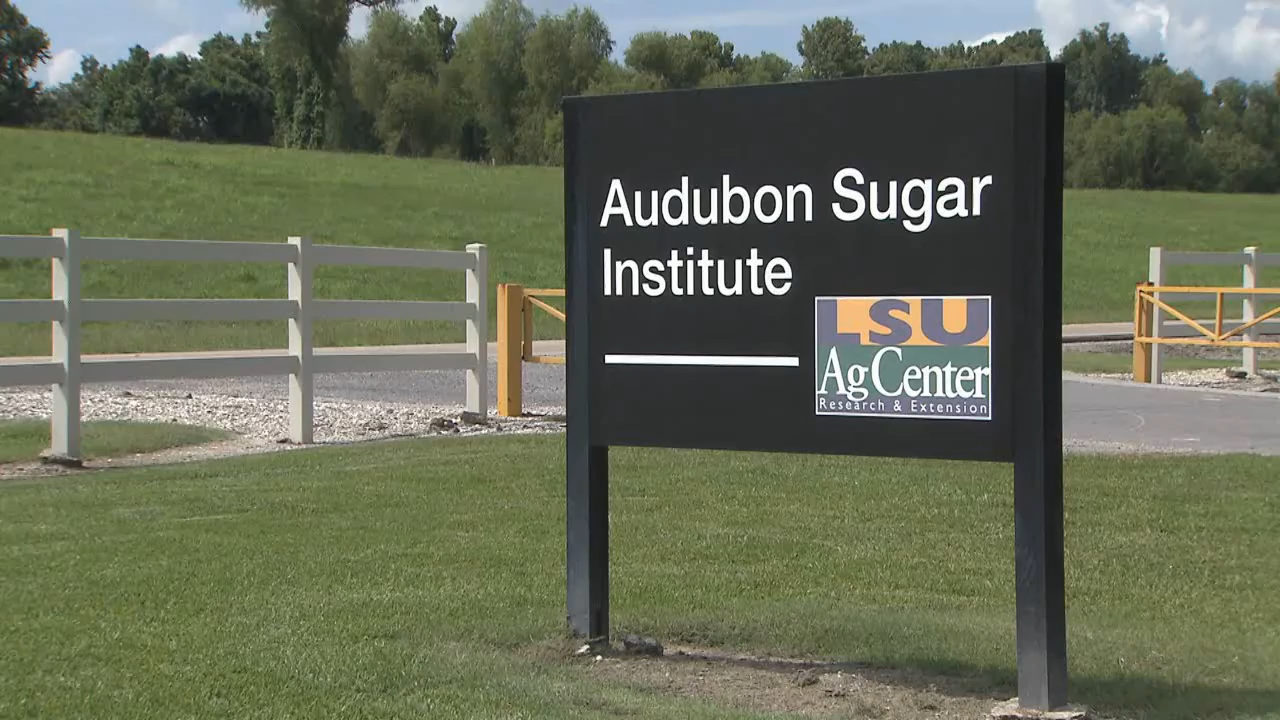 Audubon Sugar
Institute
LSU
AgCenter
Research & Extension